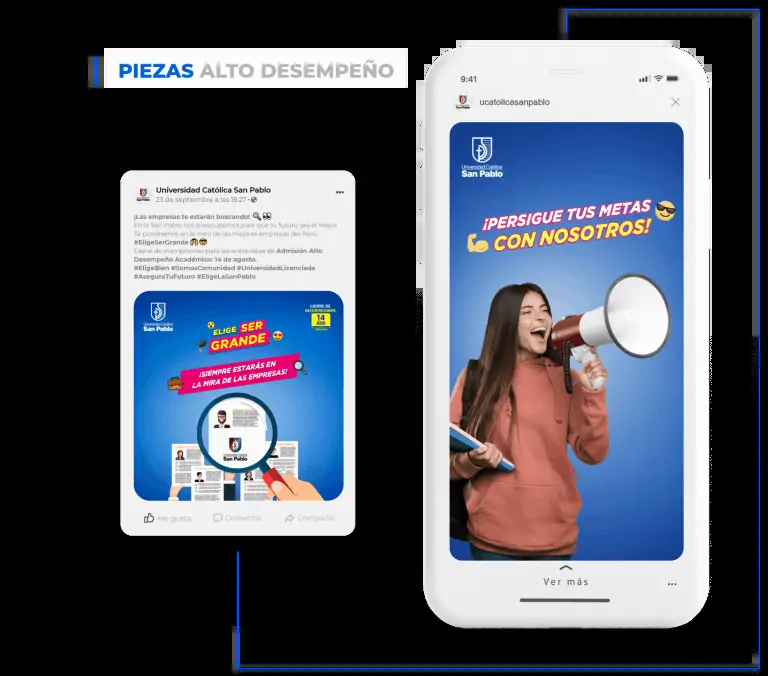 PIEZAS ALTO DESEMPEÑO
Universidad Católica San Pablo
23 de septiembre a las 18:27
¡Las empresas te estarán buscando!
En la San Pablo nos preocupamos para que tu futuro sea el mejor.
Te pondremos en la mira de las mejores empresas del Perú.
#EligeSerGrande
Cierre de inscripciones para las entrevistas de Admisión Alto
Desempeño Académico: 14 de agosto.
#EligeBien #SomosComunidad #UniversidadLicenciada
#AseguraTuFuturo #EligeLaSanPablo
Universidad Católica
San Pablo
CIERRE DE
INSCRIPCIONES
14
AGO
ELIGE SER
GRANDE
¡SIEMPRE ESTARÁS EN
LA MIRA DE LAS EMPRESAS!
San Pablo
Me gusta
Comentar
Compartir
9:41
ucatolicasanpablo
Universidad Católica
San Pablo
¡PERSIGUE TUS METAS
CON NOSOTROS!
Ver más